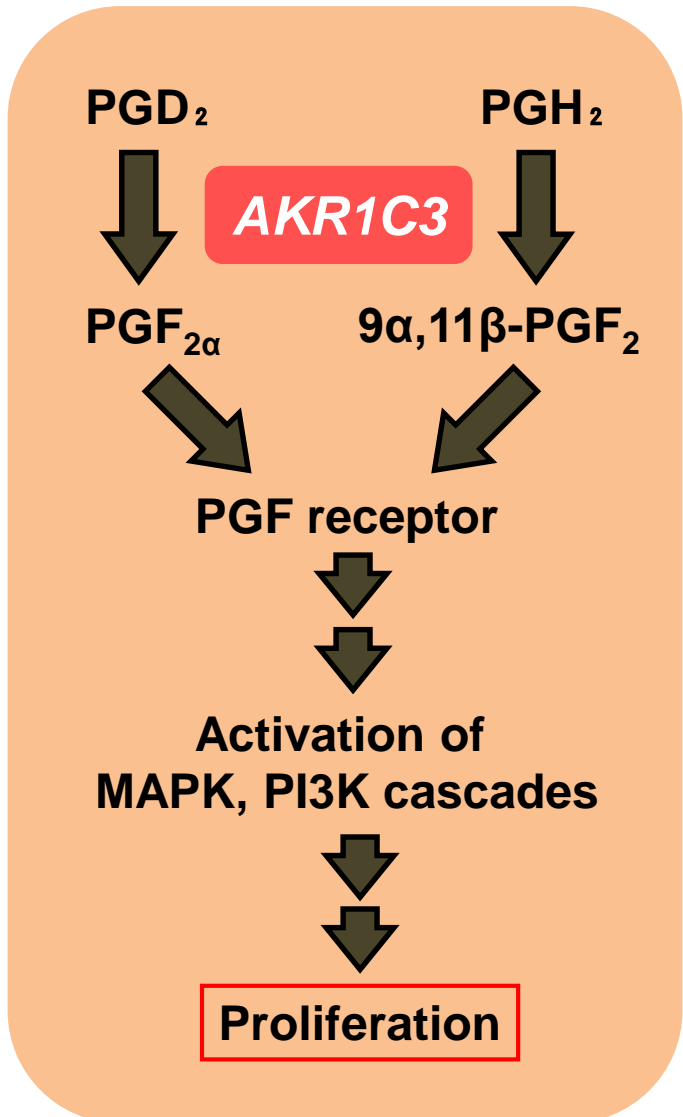 PGD₂ PGH₂
AKR1C3
PGF₂α 9α,11β-PGF₂
PGF receptor
Activation of
MAPK, PI3K cascades
Proliferation